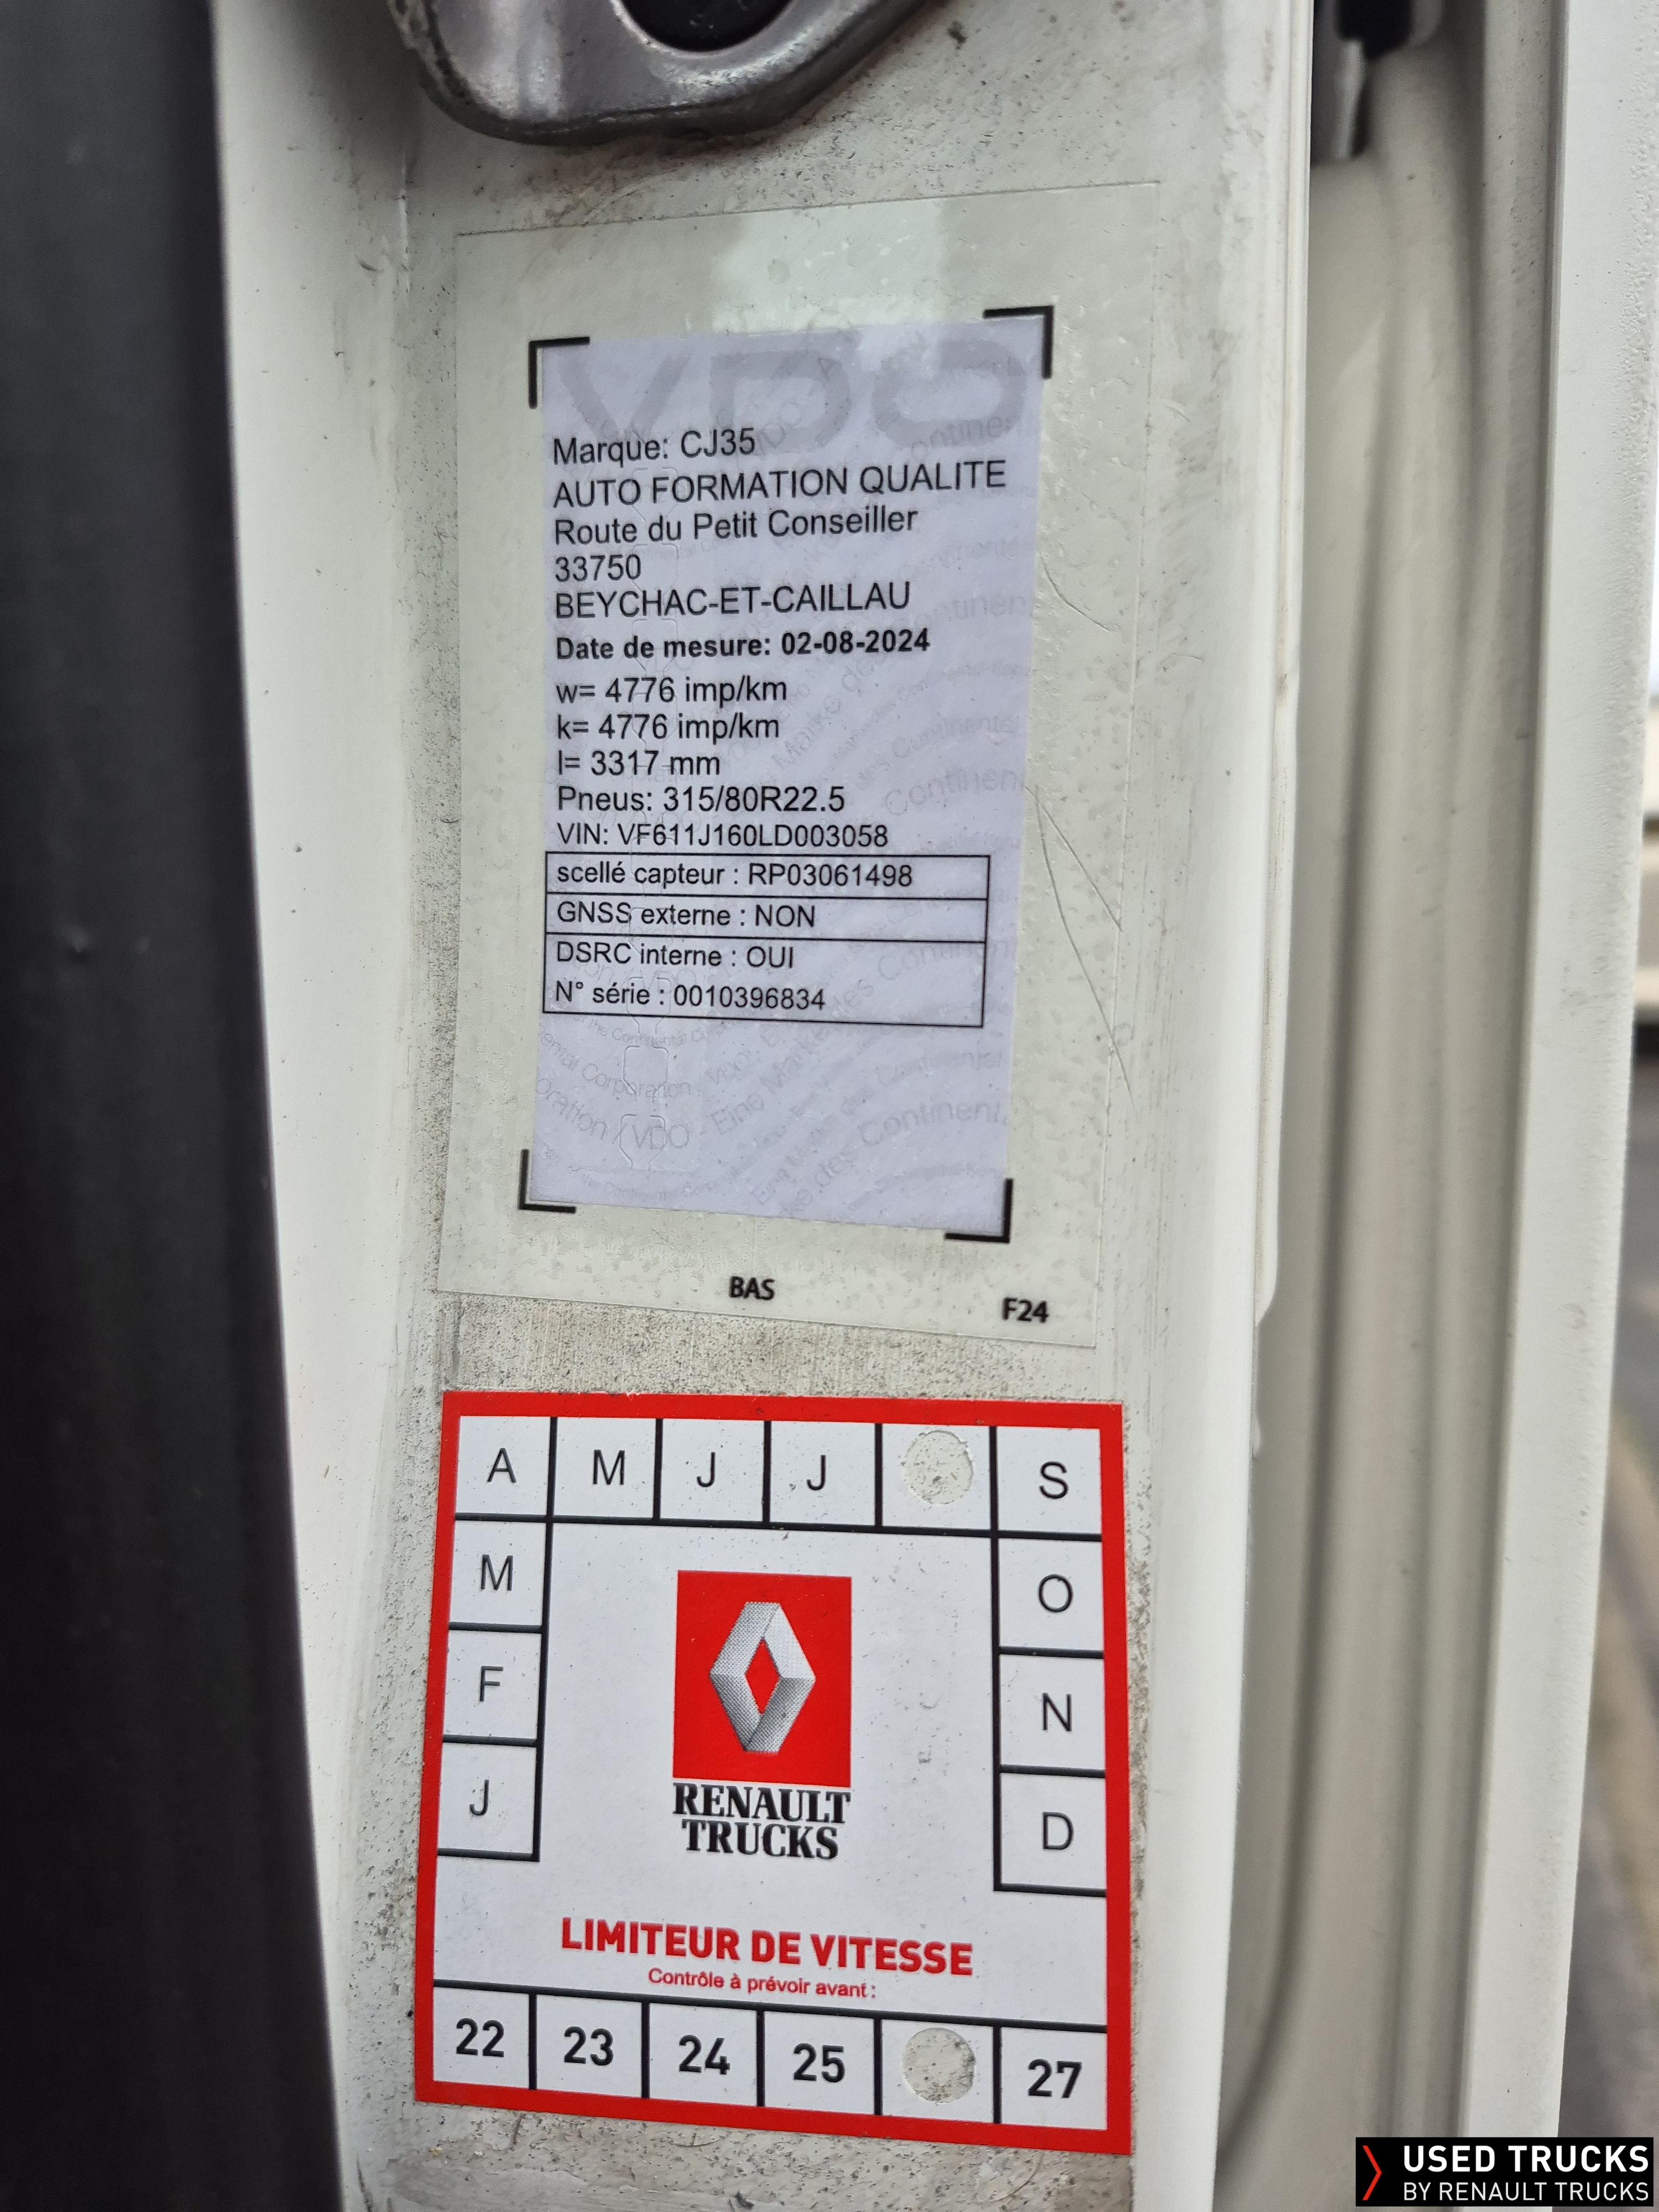 VDO
Marque: CJ35
AUTO FORMATION QUALITE
Route du Petit Conseiller
33750
BEYCHAC-ET-CAILLAU
Date de mesure: 02-08-2024
w= 4776 imp/km
k= 4776 imp/km
l= 3317 mm
Pneus: 315/80R22.5
VIN: VF611J160LD003058
scellé capteur : RP03061498
GNSS externe : NON
DSRC interne : OUI
N° série : 0010396834
BAS
F24
A M J J S
M O
F N
J D
RENAULT
TRUCKS
LIMITEUR DE VITESSE
Contrôle à prévoir avant :
22 23 24 25 27
USED TRUCKS
BY RENAULT TRUCKS